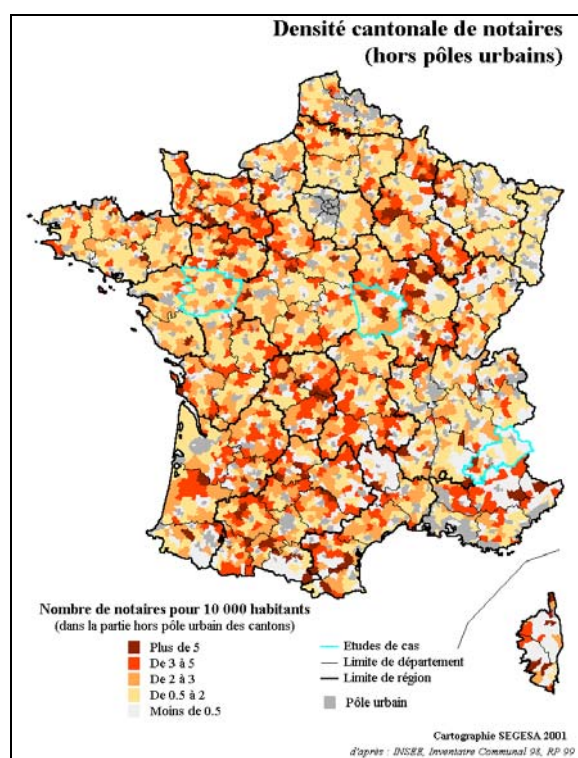 Densité cantonale de notaires
(hors pôles urbains)
Nombre de notaires pour 10 000 habitants
(dans la partie hors pôle urbain des cantons)
Plus de 5
De 3 à 5
De 2 à 3
De 0.5 à 2
Moins de 0.5
Etudes de cas
Limite de département
Limite de région
Pôle urbain
Cartographie SEGESA 2001
d'après : INSEE, Inventaire Communal 98, RP 99